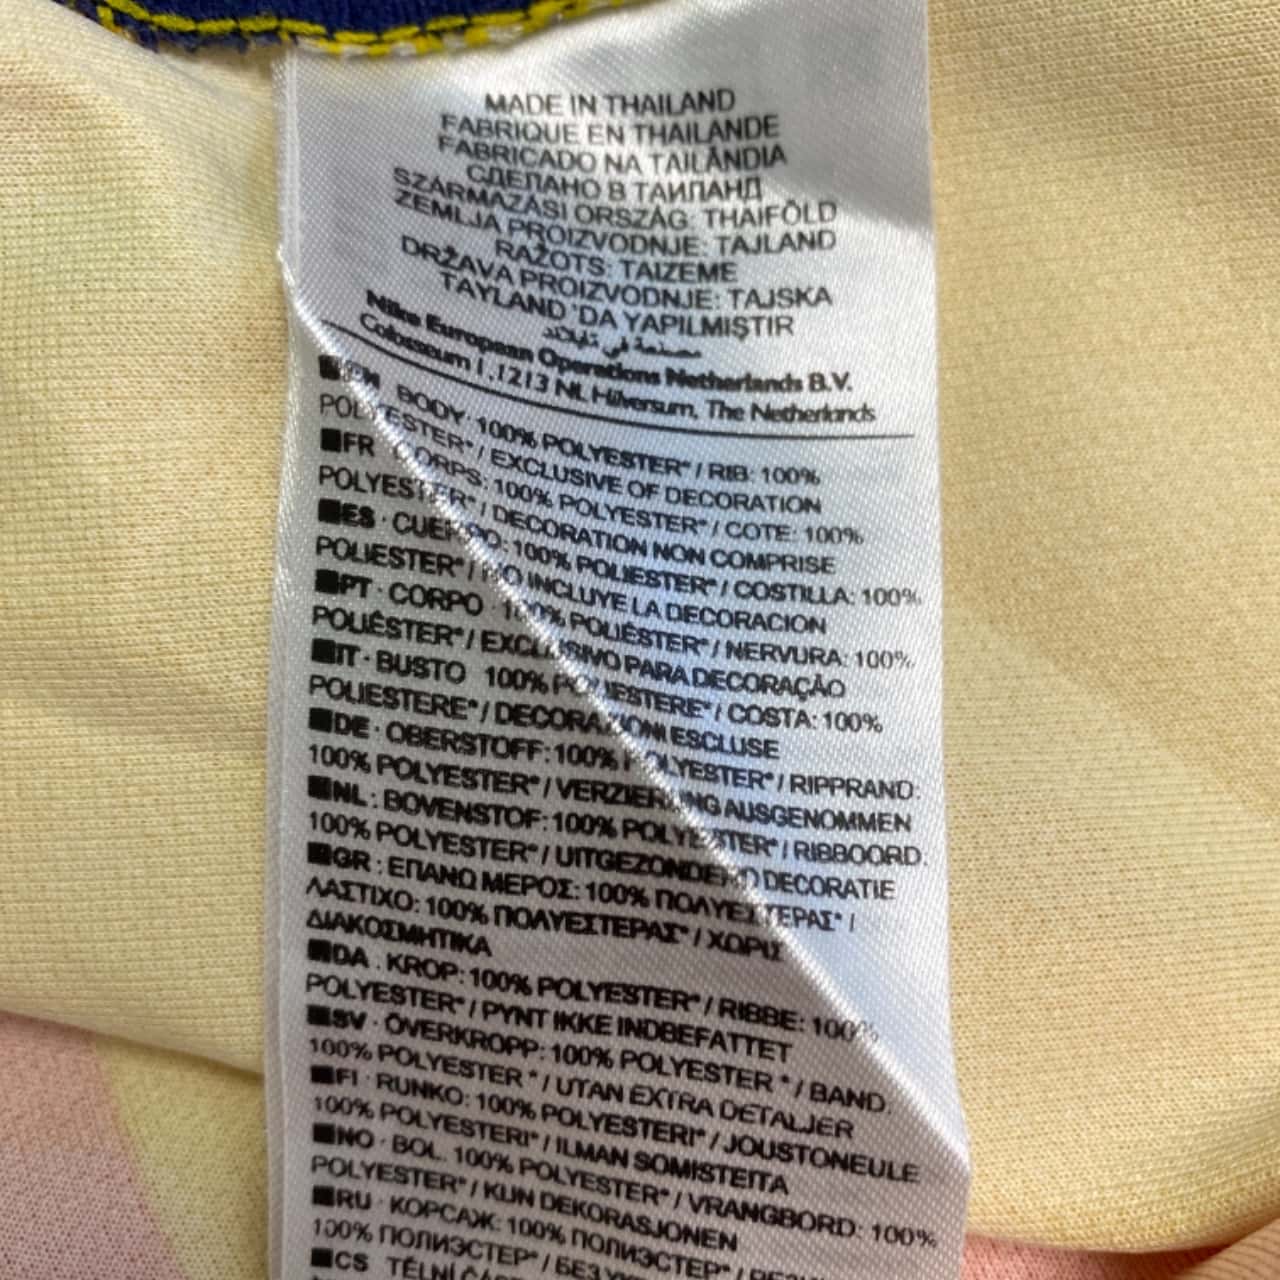 MADE IN THAILAND
FABRIQUE EN THAILANDE
FABRICADO NA TAILÂNDIA
СДЕЛАНО В ТАИЛАНД
SZÁRMAZÁSI ORSZÁG: THAIFÖLD
ZEMLJA PROIZVODNJE: TAJLAND
RAŽOTS: TAIZEME
DRŽAVA PROIZVODNJE: TAJSKA
TAYLAND 'DA YAPILMIŞTIR
مصنعة في تايلاند
Nike European Operations Netherlands B.V.
Colosseum 1, 1213 NL Hilversum, The Netherlands
EN BODY · 100% POLYESTER* / RIB: 100%
POLYESTER* / EXCLUSIVE OF DECORATION
FR CORPS: 100% POLYESTER* / COTE: 100%
POLYESTER* / DECORATION NON COMPRISE
ES · CUERPO: 100% POLIESTER* / COSTILLA: 100%
POLIESTER* / NO INCLUYE LA DECORACION
PT · CORPO · 100% POLIÉSTER* / NERVURA: 100%
POLIÉSTER* / EXCLUSIVO PARA DECORAÇÃO
IT · BUSTO 100% POLIESTERE* / COSTA: 100%
POLIESTERE* / DECORAZIONI ESCLUSE
DE · OBERSTOFF: 100% POLYESTER* / RIPPRAND:
100% POLYESTER* / VERZIERUNG AUSGENOMMEN
NL : BOVENSTOF: 100% POLYESTER* / RIBBOORD:
100% POLYESTER* / UITGEZONDERD DECORATIE
GR : ΕΠΑΝΩ ΜΕΡΟΣ: 100% ΠΟΛΥΕΣΤΕΡΑΣ* /
ΛΑΣΤΙΧΟ: 100% ΠΟΛΥΕΣΤΕΡΑΣ* / ΧΩΡΙΣ
ΔΙΑΚΟΣΜΗΤΙΚΑ
DA . KROP: 100% POLYESTER* / RIBBE: 100%
POLYESTER* / PYNT IKKE INDBEFATTET
SV · ÖVERKROPP: 100% POLYESTER * / BAND:
100% POLYESTER * / UTAN EXTRA DETALJER
FI · RUNKO: 100% POLYESTERI* / JOUSTONEULE
100% POLYESTERI* / ILMAN SOMISTEITA
NO · BOL. 100% POLYESTER* / VRANGBORD: 100%
POLYESTER* / KUN DEKORASJONEN
RU · КОРСАЖ: 100% ПОЛИЭСТЕР* /
100% ПОЛИЭСТЕР* /
CS TĚLNÍ